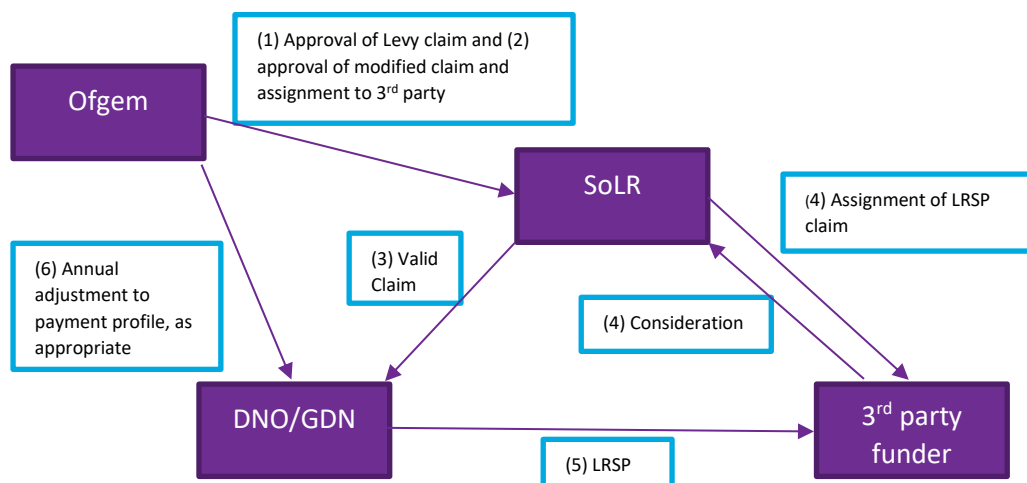 (1) Approval of Levy claim and (2)
approval of modified claim and
assignment to 3rd party
Ofgem
SoLR
(4) Assignment of LRSP
claim
(3) Valid
Claim
(6) Annual
adjustment to
payment profile, as
appropriate
(4) Consideration
DNO/GDN
3rd party
funder
(5) LRSP